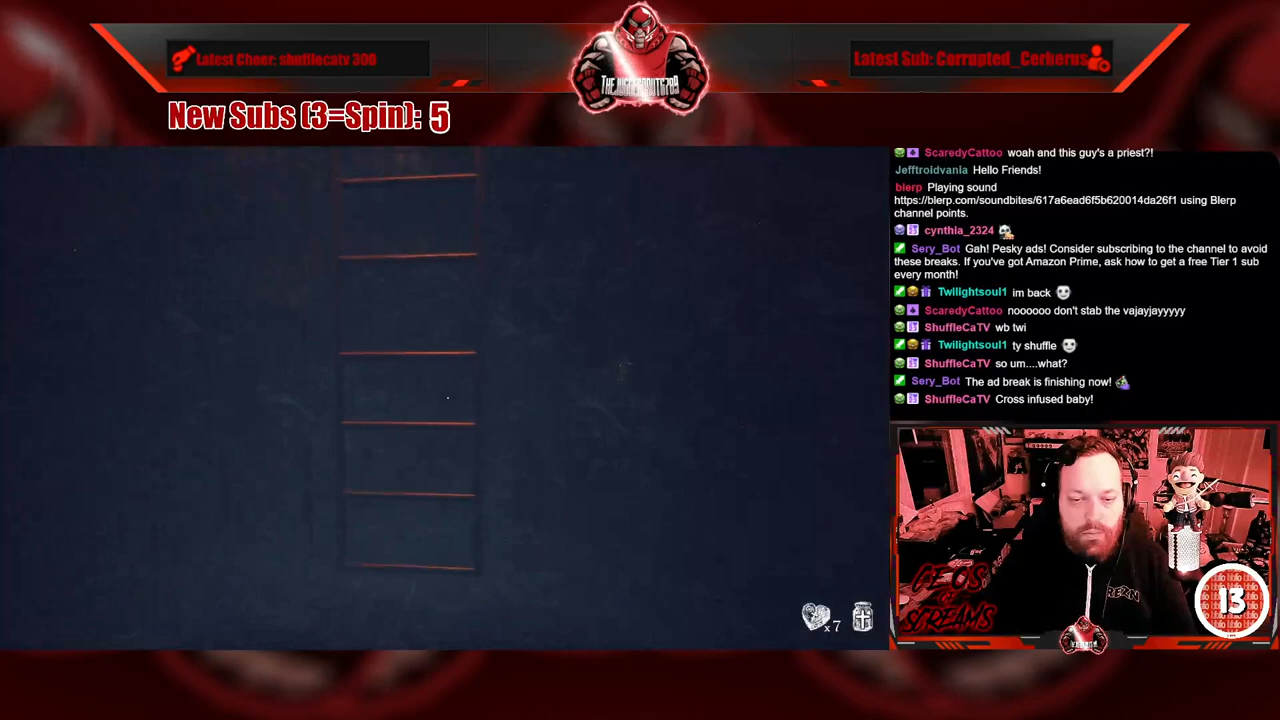 Latest Cheer: shufflecatv 300
Latest Sub: Corrupted_Cerberus
THEJUGGERNAUT6789
New Subs (3=Spin): 5
ScaredyCattoo woah and this guy's a priest?!
Jefftroidvania Hello Friends!
blerp Playing sound
https://blerp.com/soundbites/617a6ead6f5b620014da26f1 using Blerp
channel points.
cynthia_2324
Sery_Bot Gah! Pesky ads! Consider subscribing to the channel to avoid
these breaks. If you've got Amazon Prime, ask how to get a free Tier 1 sub
every month!
Twilightsoul1 im back
ScaredyCattoo noooooo don't stab the vajayjayyyyy
ShuffleCaTV wb twi
Twilightsoul1 ty shuffle
ShuffleCaTV so um....what?
Sery_Bot The ad break is finishing now!
ShuffleCaTV Cross infused baby!
x7
SCREAMS
13